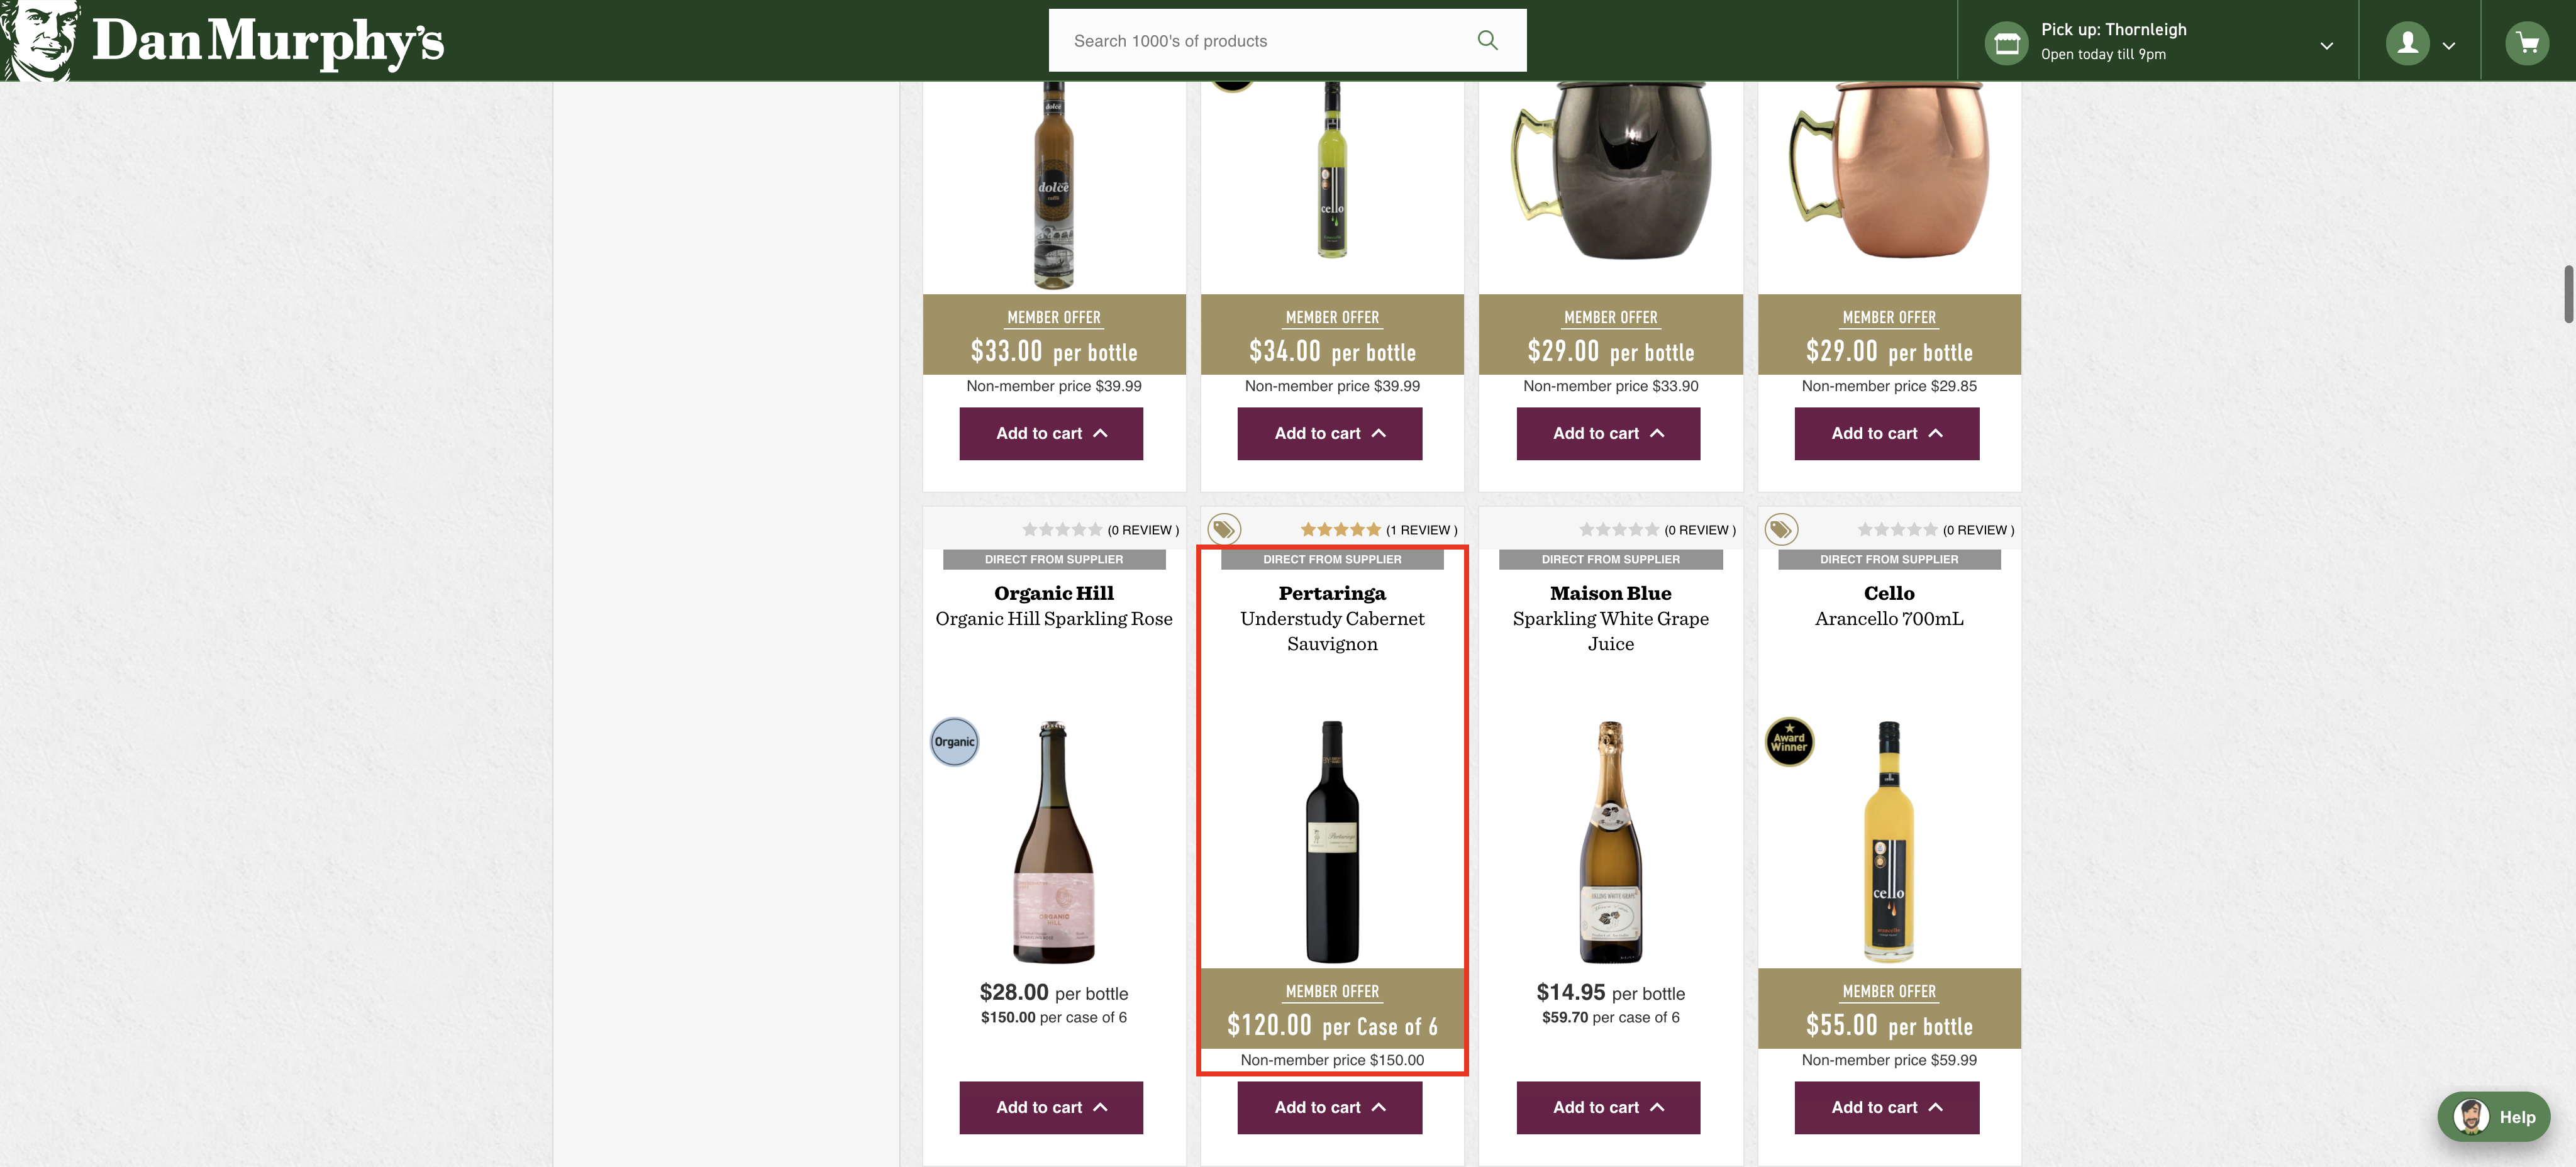 Dan Murphy's
Search 1000's of products
Pick up: Thornleigh
Open today till 9pm
dolce
dolce
cello
MEMBER OFFER
$33.00 per bottle
Non-member price $39.99
Add to cart
MEMBER OFFER
$34.00 per bottle
Non-member price $39.99
Add to cart
MEMBER OFFER
$29.00 per bottle
Non-member price $33.90
Add to cart
MEMBER OFFER
$29.00 per bottle
Non-member price $29.85
Add to cart
(0 REVIEW )
DIRECT FROM SUPPLIER
Organic Hill
Organic Hill Sparkling Rose
Organic
ORGANIC
HILL
$28.00 per bottle
$150.00 per case of 6
Add to cart
(1 REVIEW )
DIRECT FROM SUPPLIER
Pertaringa
Understudy Cabernet
Sauvignon
Pertaringa
MEMBER OFFER
$120.00 per Case of 6
Non-member price $150.00
Add to cart
(0 REVIEW )
DIRECT FROM SUPPLIER
Maison Blue
Sparkling White Grape
Juice
$14.95 per bottle
$59.70 per case of 6
Add to cart
(0 REVIEW )
DIRECT FROM SUPPLIER
Cello
Arancello 700mL
Award
Winner
cello
MEMBER OFFER
$55.00 per bottle
Non-member price $59.99
Add to cart
Help